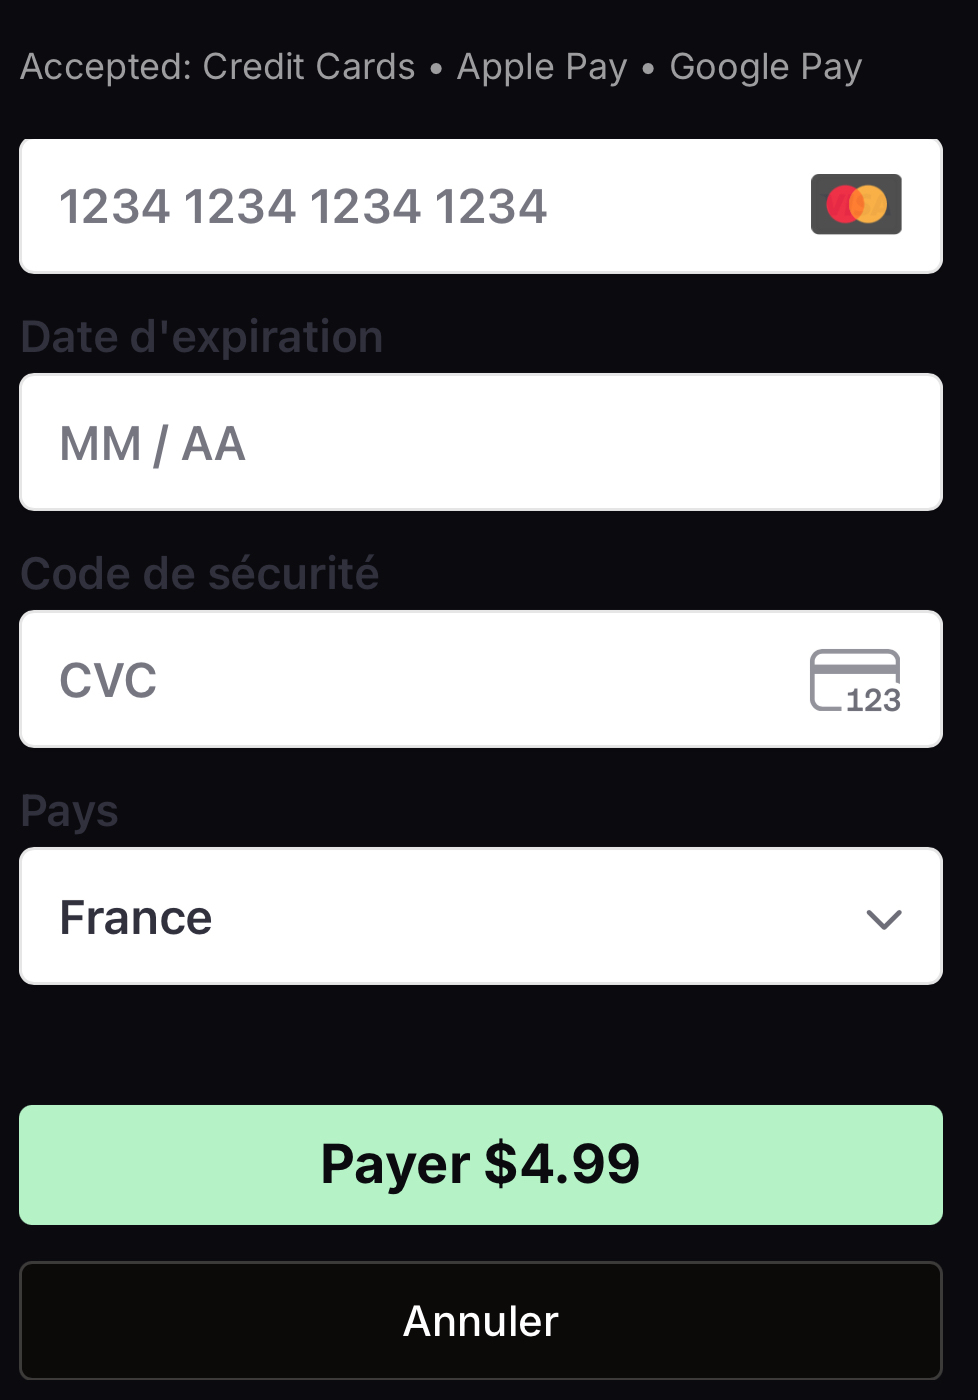 Accepted: Credit Cards • Apple Pay • Google Pay
1234 1234 1234 1234
Date d'expiration
MM / AA
Code de sécurité
CVC
123
Pays
France
Payer $4.99
Annuler